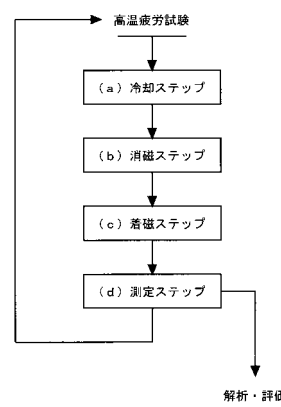 高温疲労試験
（a）冷却ステップ
（b）消磁ステップ
（c）着磁ステップ
（d）測定ステップ
解析・評価